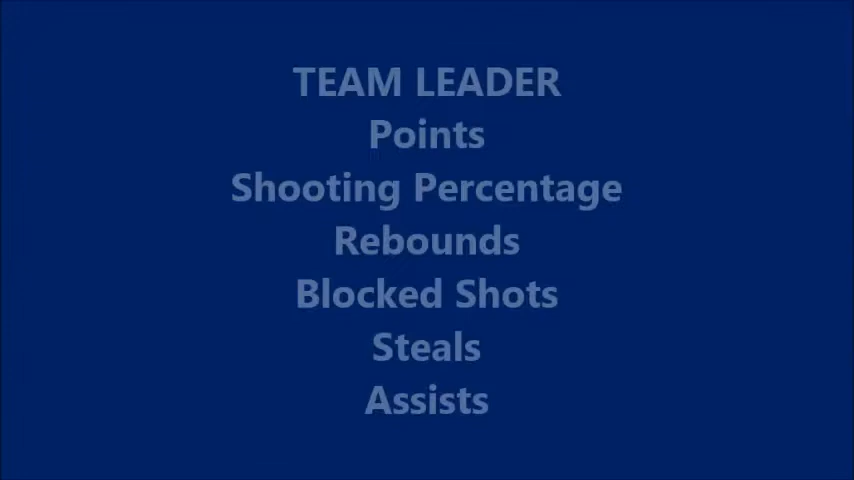 TEAM LEADER
Points
Shooting Percentage
Rebounds
Blocked Shots
Steals
Assists